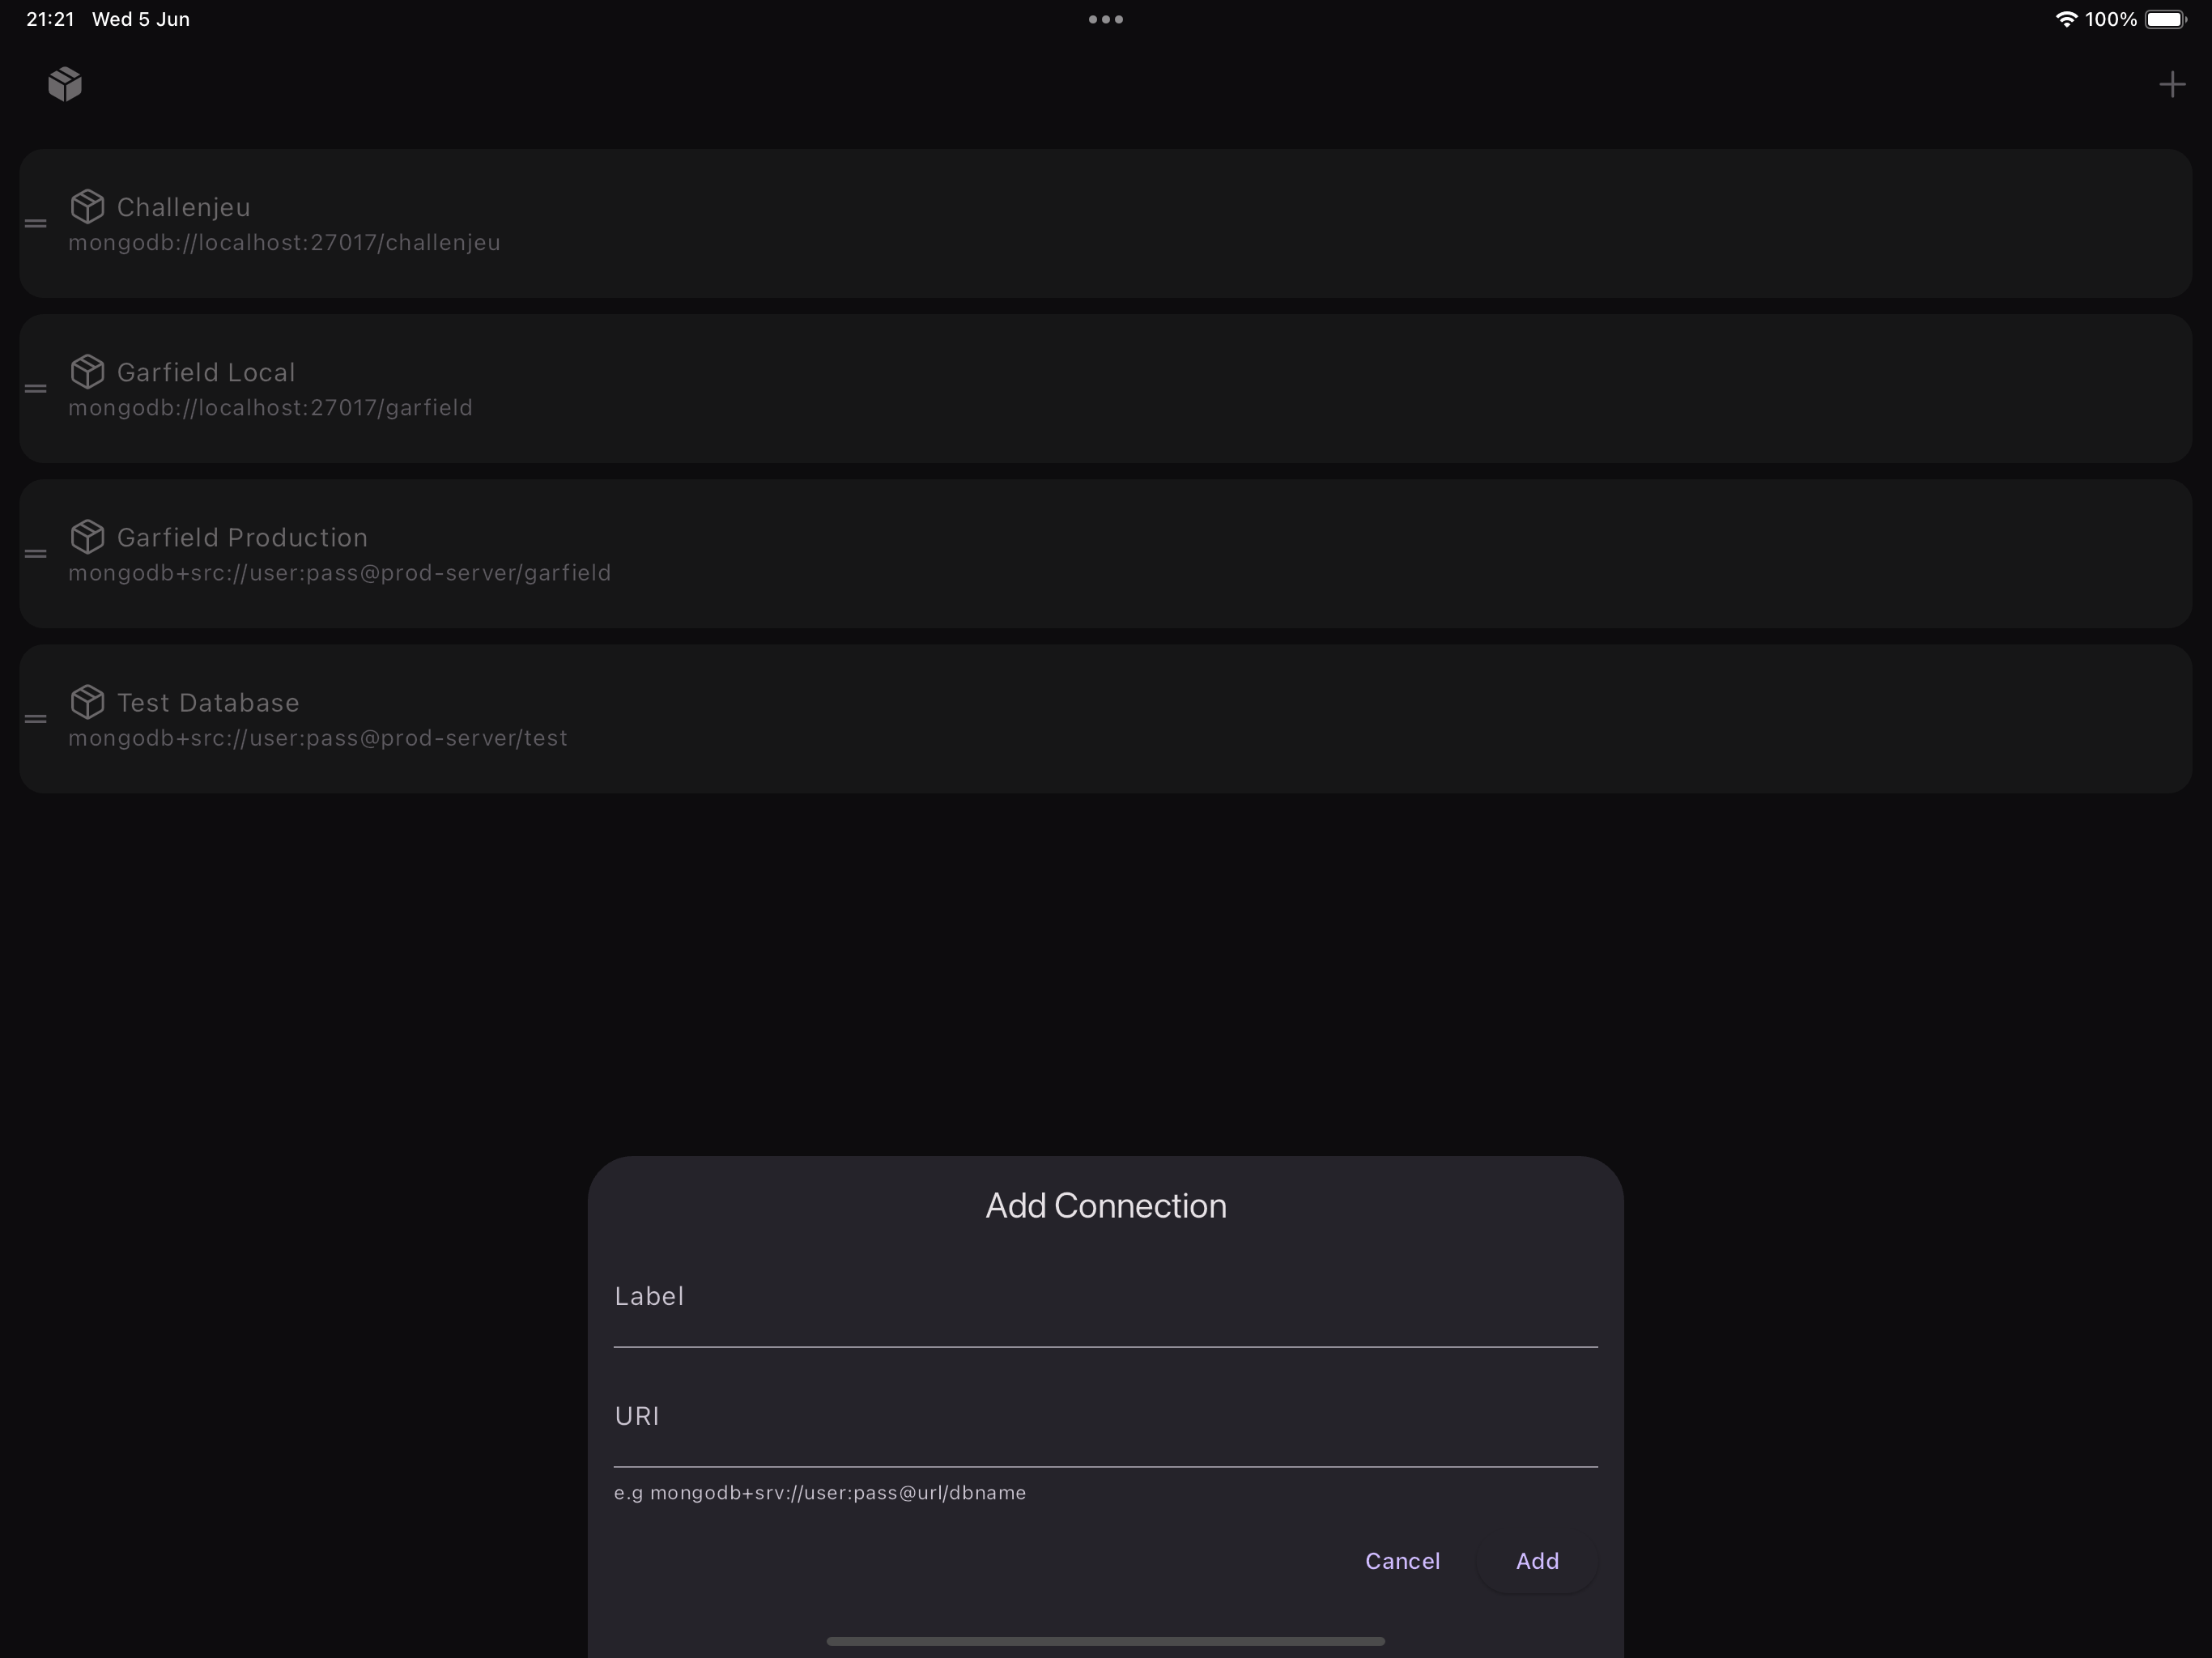 21:21 Wed 5 Jun 100%
Challenjeu
mongodb://localhost:27017/challenjeu
Garfield Local
mongodb://localhost:27017/garfield
Garfield Production
mongodb+src://user:pass@prod-server/garfield
Test Database
mongodb+src://user:pass@prod-server/test
Add Connection
Label
URI
e.g mongodb+srv://user:pass@url/dbname
Cancel Add